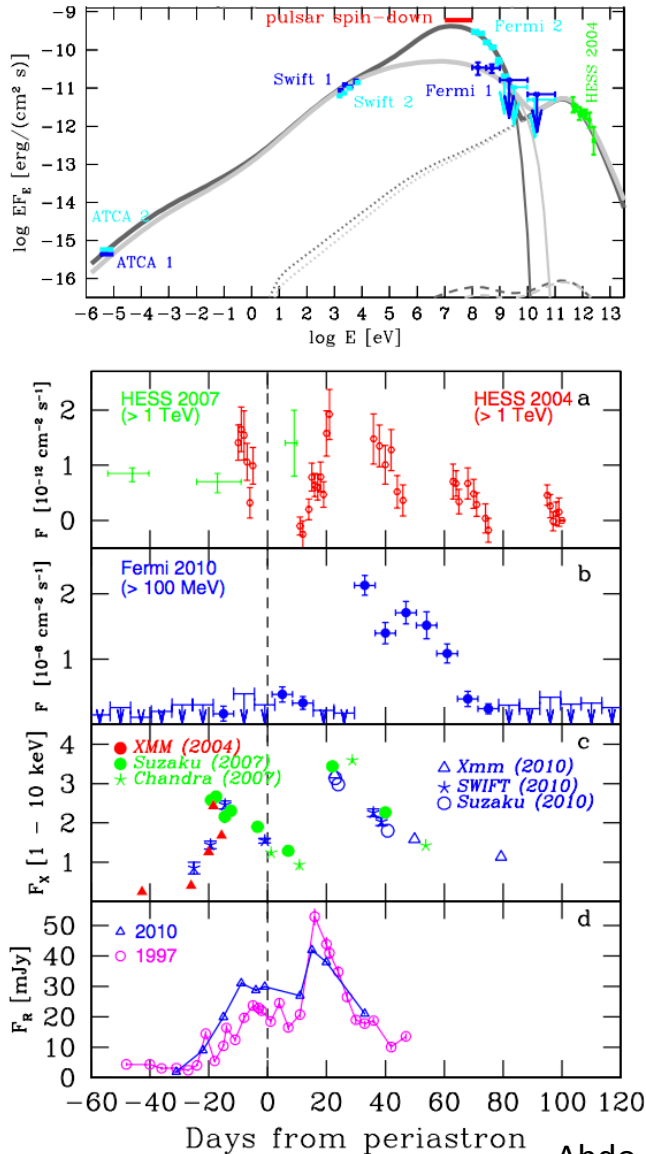 pulsar spin-down
Fermi 2
Swift 1
Swift 2
Fermi 1
HESS 2004
ATCA 2
ATCA 1
log EF_E [erg/(cm² s)]
-9
-10
-11
-12
-13
-14
-15
-16
-6 -5 -4 -3 -2 -1 0 1 2 3 4 5 6 7 8 9 10 11 12 13
log E [eV]
HESS 2007
(> 1 TeV)
HESS 2004
(> 1 TeV)
a
F [10⁻¹² cm⁻² s⁻¹]
2
1
0
Fermi 2010
(> 100 MeV)
b
F [10⁻⁶ cm⁻² s⁻¹]
2
1
XMM (2004)
Suzaku (2007)
Chandra (2007)
c
Xmm (2010)
SWIFT (2010)
Suzaku (2010)
F_X [1 - 10 keV]
4
3
2
1
2010
1997
d
F_R [mJy]
50
40
30
20
10
0
-60 -40 -20 0 20 40 60 80 100 120
Days from periastron